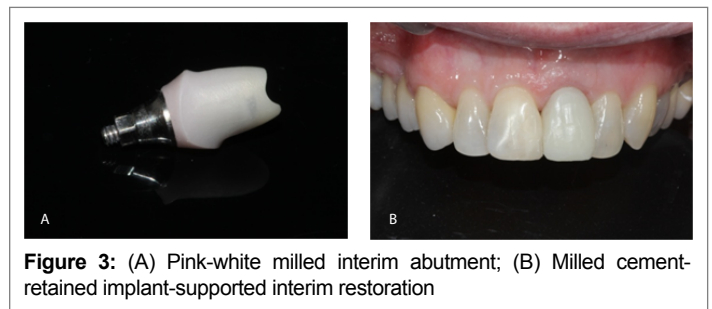 A
B
Figure 3: (A) Pink-white milled interim abutment; (B) Milled cement-
retained implant-supported interim restoration